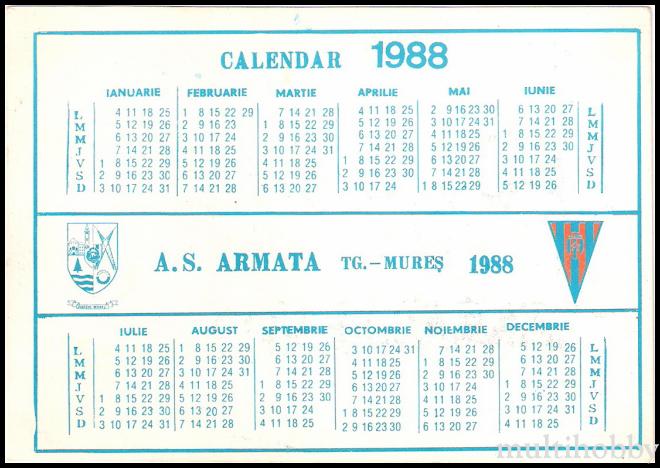 CALENDAR 1988
IANUARIE FEBRUARIE MARTIE APRILIE MAI IUNIE
L 4 11 18 25 1 8 15 22 29 7 14 21 28 4 11 18 25 2 9 16 23 30 6 13 20 27 L
M 5 12 19 26 2 9 16 23 1 8 15 22 29 5 12 19 26 3 10 17 24 31 7 14 21 28 M
M 6 13 20 27 3 10 17 24 2 9 16 23 30 6 13 20 27 4 11 18 25 1 8 15 22 29 M
J 7 14 21 28 4 11 18 25 3 10 17 24 31 7 14 21 28 5 12 19 26 2 9 16 23 30 J
V 1 8 15 22 29 5 12 19 26 4 11 18 25 1 8 15 22 29 6 13 20 27 3 10 17 24 V
S 2 9 16 23 30 6 13 20 27 5 12 19 26 2 9 16 23 30 7 14 21 28 4 11 18 25 S
D 3 10 17 24 31 7 14 21 28 6 13 20 27 3 10 17 24 1 8 15 22 29 5 12 19 26 D
A.S. ARMATA TG.-MUREȘ 1988
IULIE AUGUST SEPTEMBRIE OCTOMBRIE NOIEMBRIE DECEMBRIE
L 4 11 18 25 1 8 15 22 29 5 12 19 26 3 10 17 24 31 7 14 21 28 5 12 19 26 L
M 5 12 19 26 2 9 16 23 30 6 13 20 27 4 11 18 25 1 8 15 22 29 6 13 20 27 M
M 6 13 20 27 3 10 17 24 31 7 14 21 28 5 12 19 26 2 9 16 23 30 7 14 21 28 M
J 7 14 21 28 4 11 18 25 1 8 15 22 29 6 13 20 27 3 10 17 24 1 8 15 22 29 J
V 1 8 15 22 29 5 12 19 26 2 9 16 23 30 7 14 21 28 4 11 18 25 2 9 16 23 30 V
S 2 9 16 23 30 6 13 20 27 3 10 17 24 1 8 15 22 29 5 12 19 26 3 10 17 24 31 S
D 3 10 17 24 31 7 14 21 28 4 11 18 25 2 9 16 23 30 6 13 20 27 4 11 18 25 D
multihobby